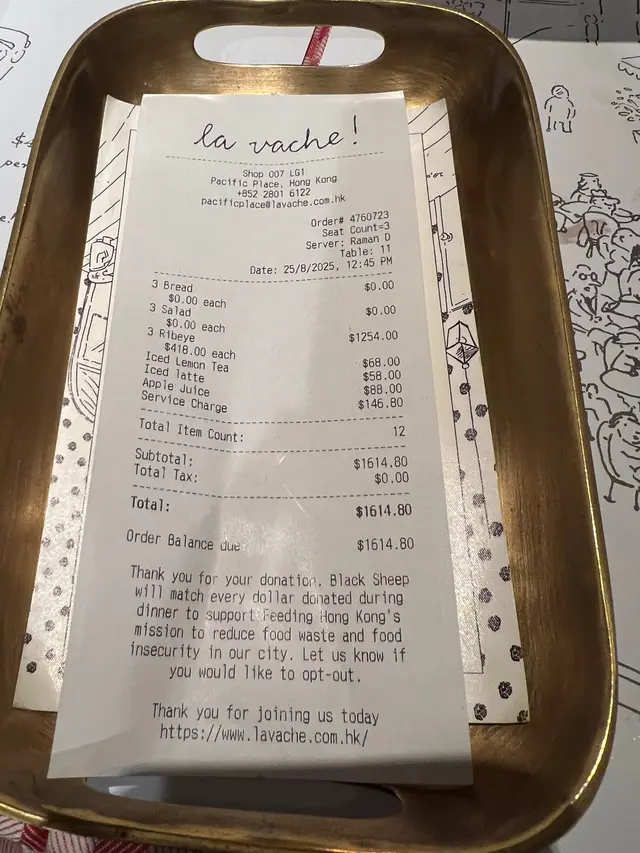 la vache!
Shop 007 LG1
Pacific Place, Hong Kong
+852 2801 6122
pacificplace@lavache.com.hk
Order# 4760723
Seat Count=3
Server: Raman D
Table: 11
Date: 25/8/2025, 12:45 PM
3 Bread $0.00
$0.00 each
3 Salad $0.00
$0.00 each
3 Ribeye $1254.00
$418.00 each
Iced Lemon Tea $68.00
Iced latte $58.00
Apple Juice $88.00
Service Charge $146.80
Total Item Count: 12
Subtotal: $1614.80
Total Tax: $0.00
Total: $1614.80
Order Balance due $1614.80
Thank you for your donation. Black Sheep
will match every dollar donated during
dinner to support Feeding Hong Kong's
mission to reduce food waste and food
insecurity in our city. Let us know if
you would like to opt-out.
Thank you for joining us today
https://www.lavache.com.hk/